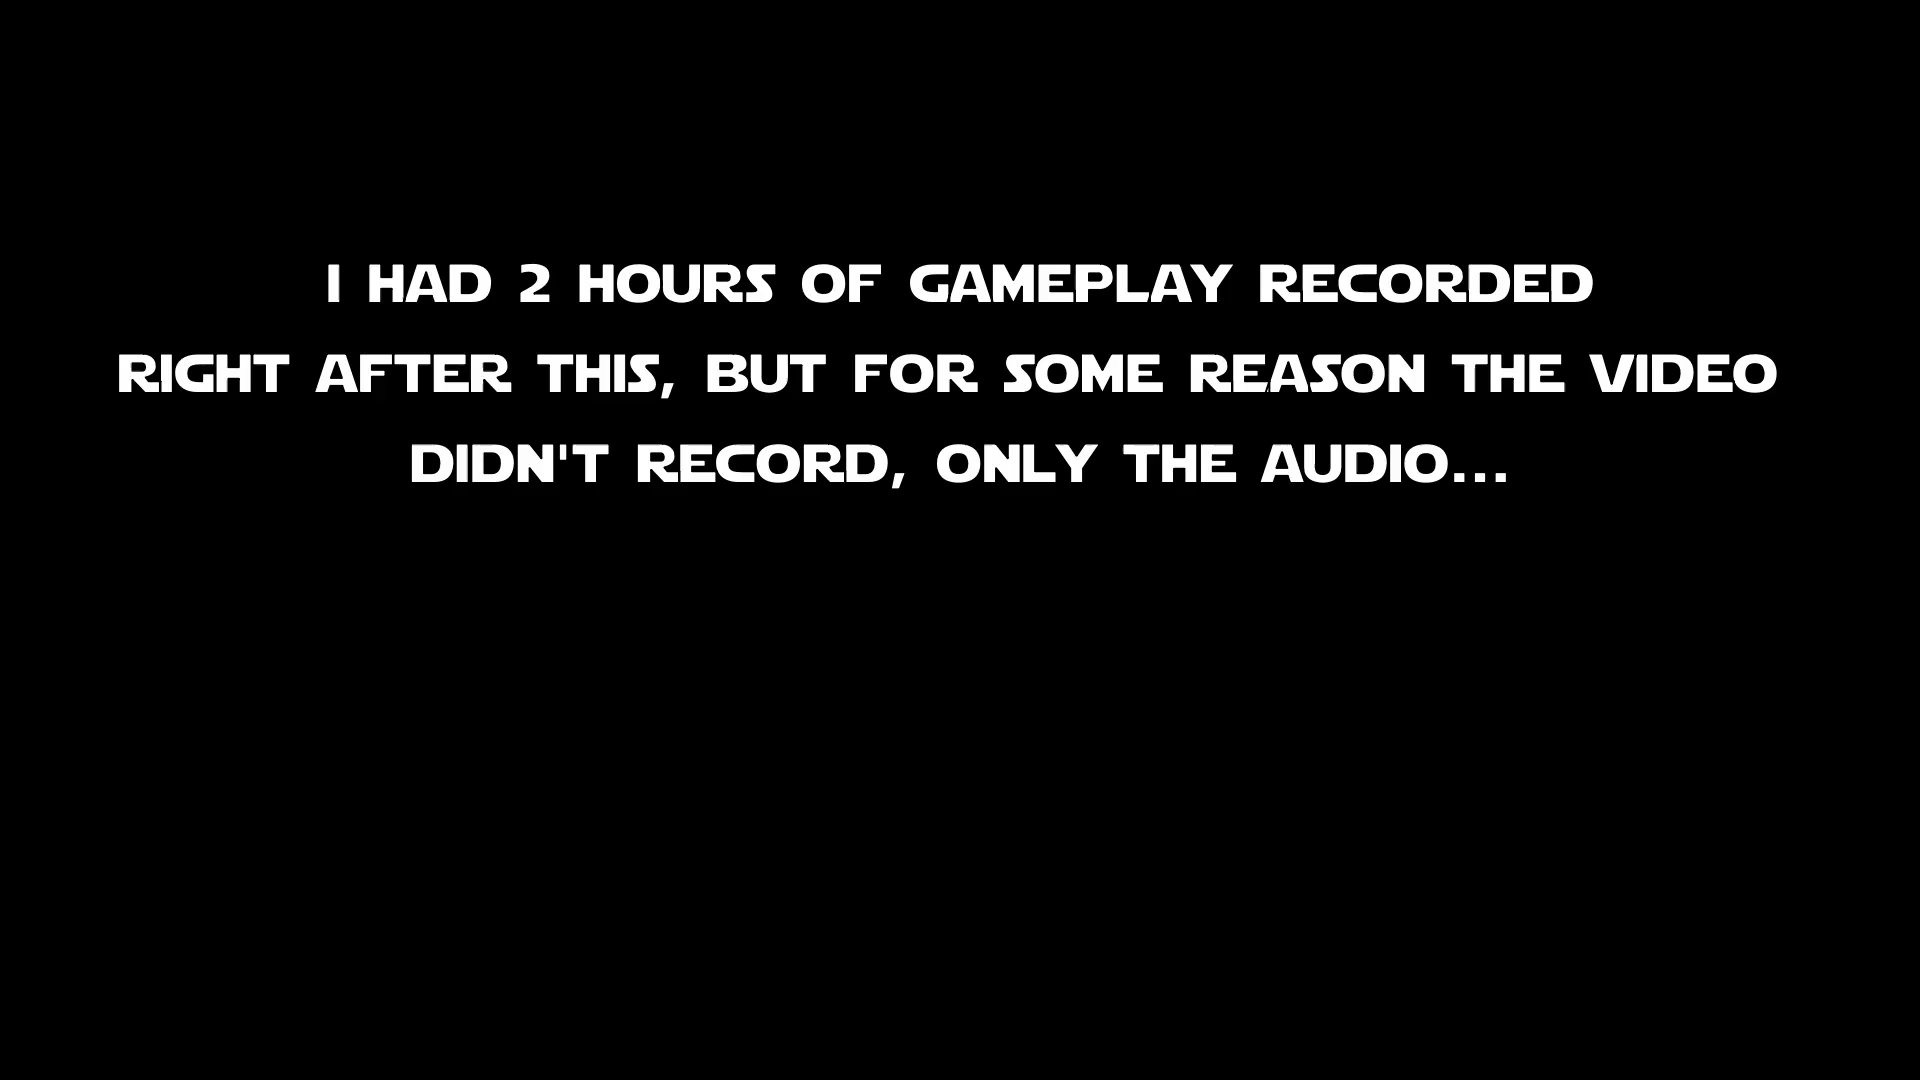 I HAD 2 HOURS OF GAMEPLAY RECORDED
RIGHT AFTER THIS, BUT FOR SOME REASON THE VIDEO
DIDN'T RECORD, ONLY THE AUDIO...